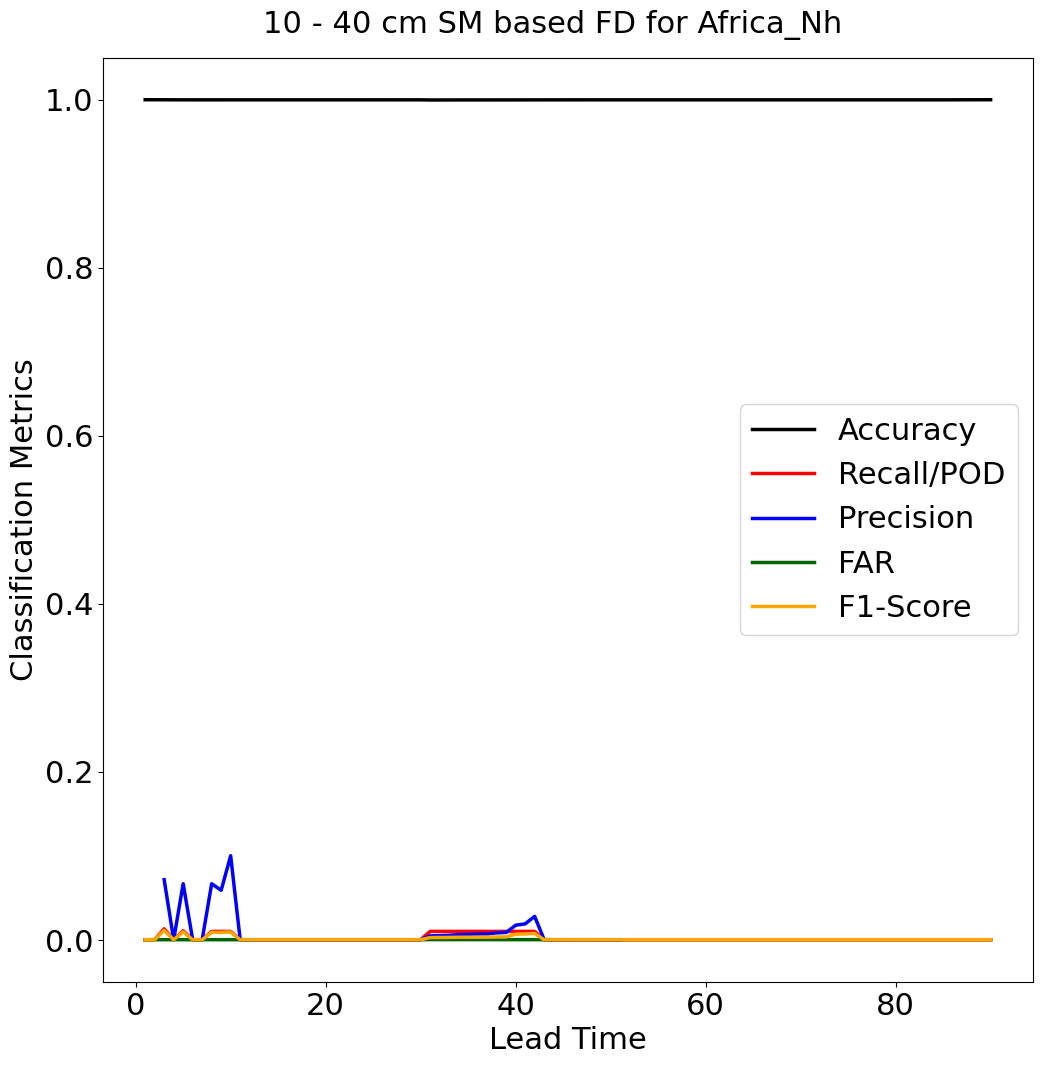 10 - 40 cm SM based FD for Africa_Nh
Classification Metrics
1.0
0.8
0.6
0.4
0.2
0.0
Accuracy
Recall/POD
Precision
FAR
F1-Score
0 20 40 60 80
Lead Time